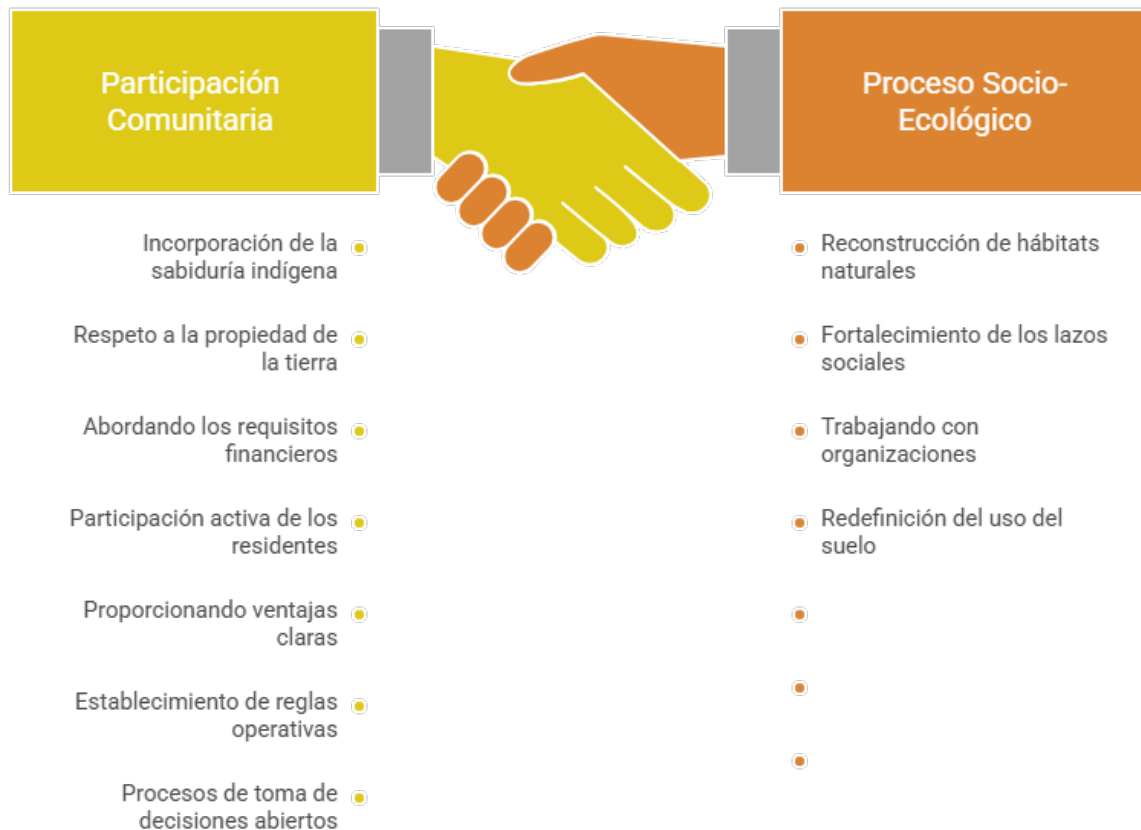 Participación
Comunitaria
Proceso Socio-
Ecológico
Incorporación de la
sabiduría indígena
Respeto a la propiedad de
la tierra
Abordando los requisitos
financieros
Participación activa de los
residentes
Proporcionando ventajas
claras
Establecimiento de reglas
operativas
Procesos de toma de
decisiones abiertos
Reconstrucción de hábitats
naturales
Fortalecimiento de los lazos
sociales
Trabajando con
organizaciones
Redefinición del uso del
suelo